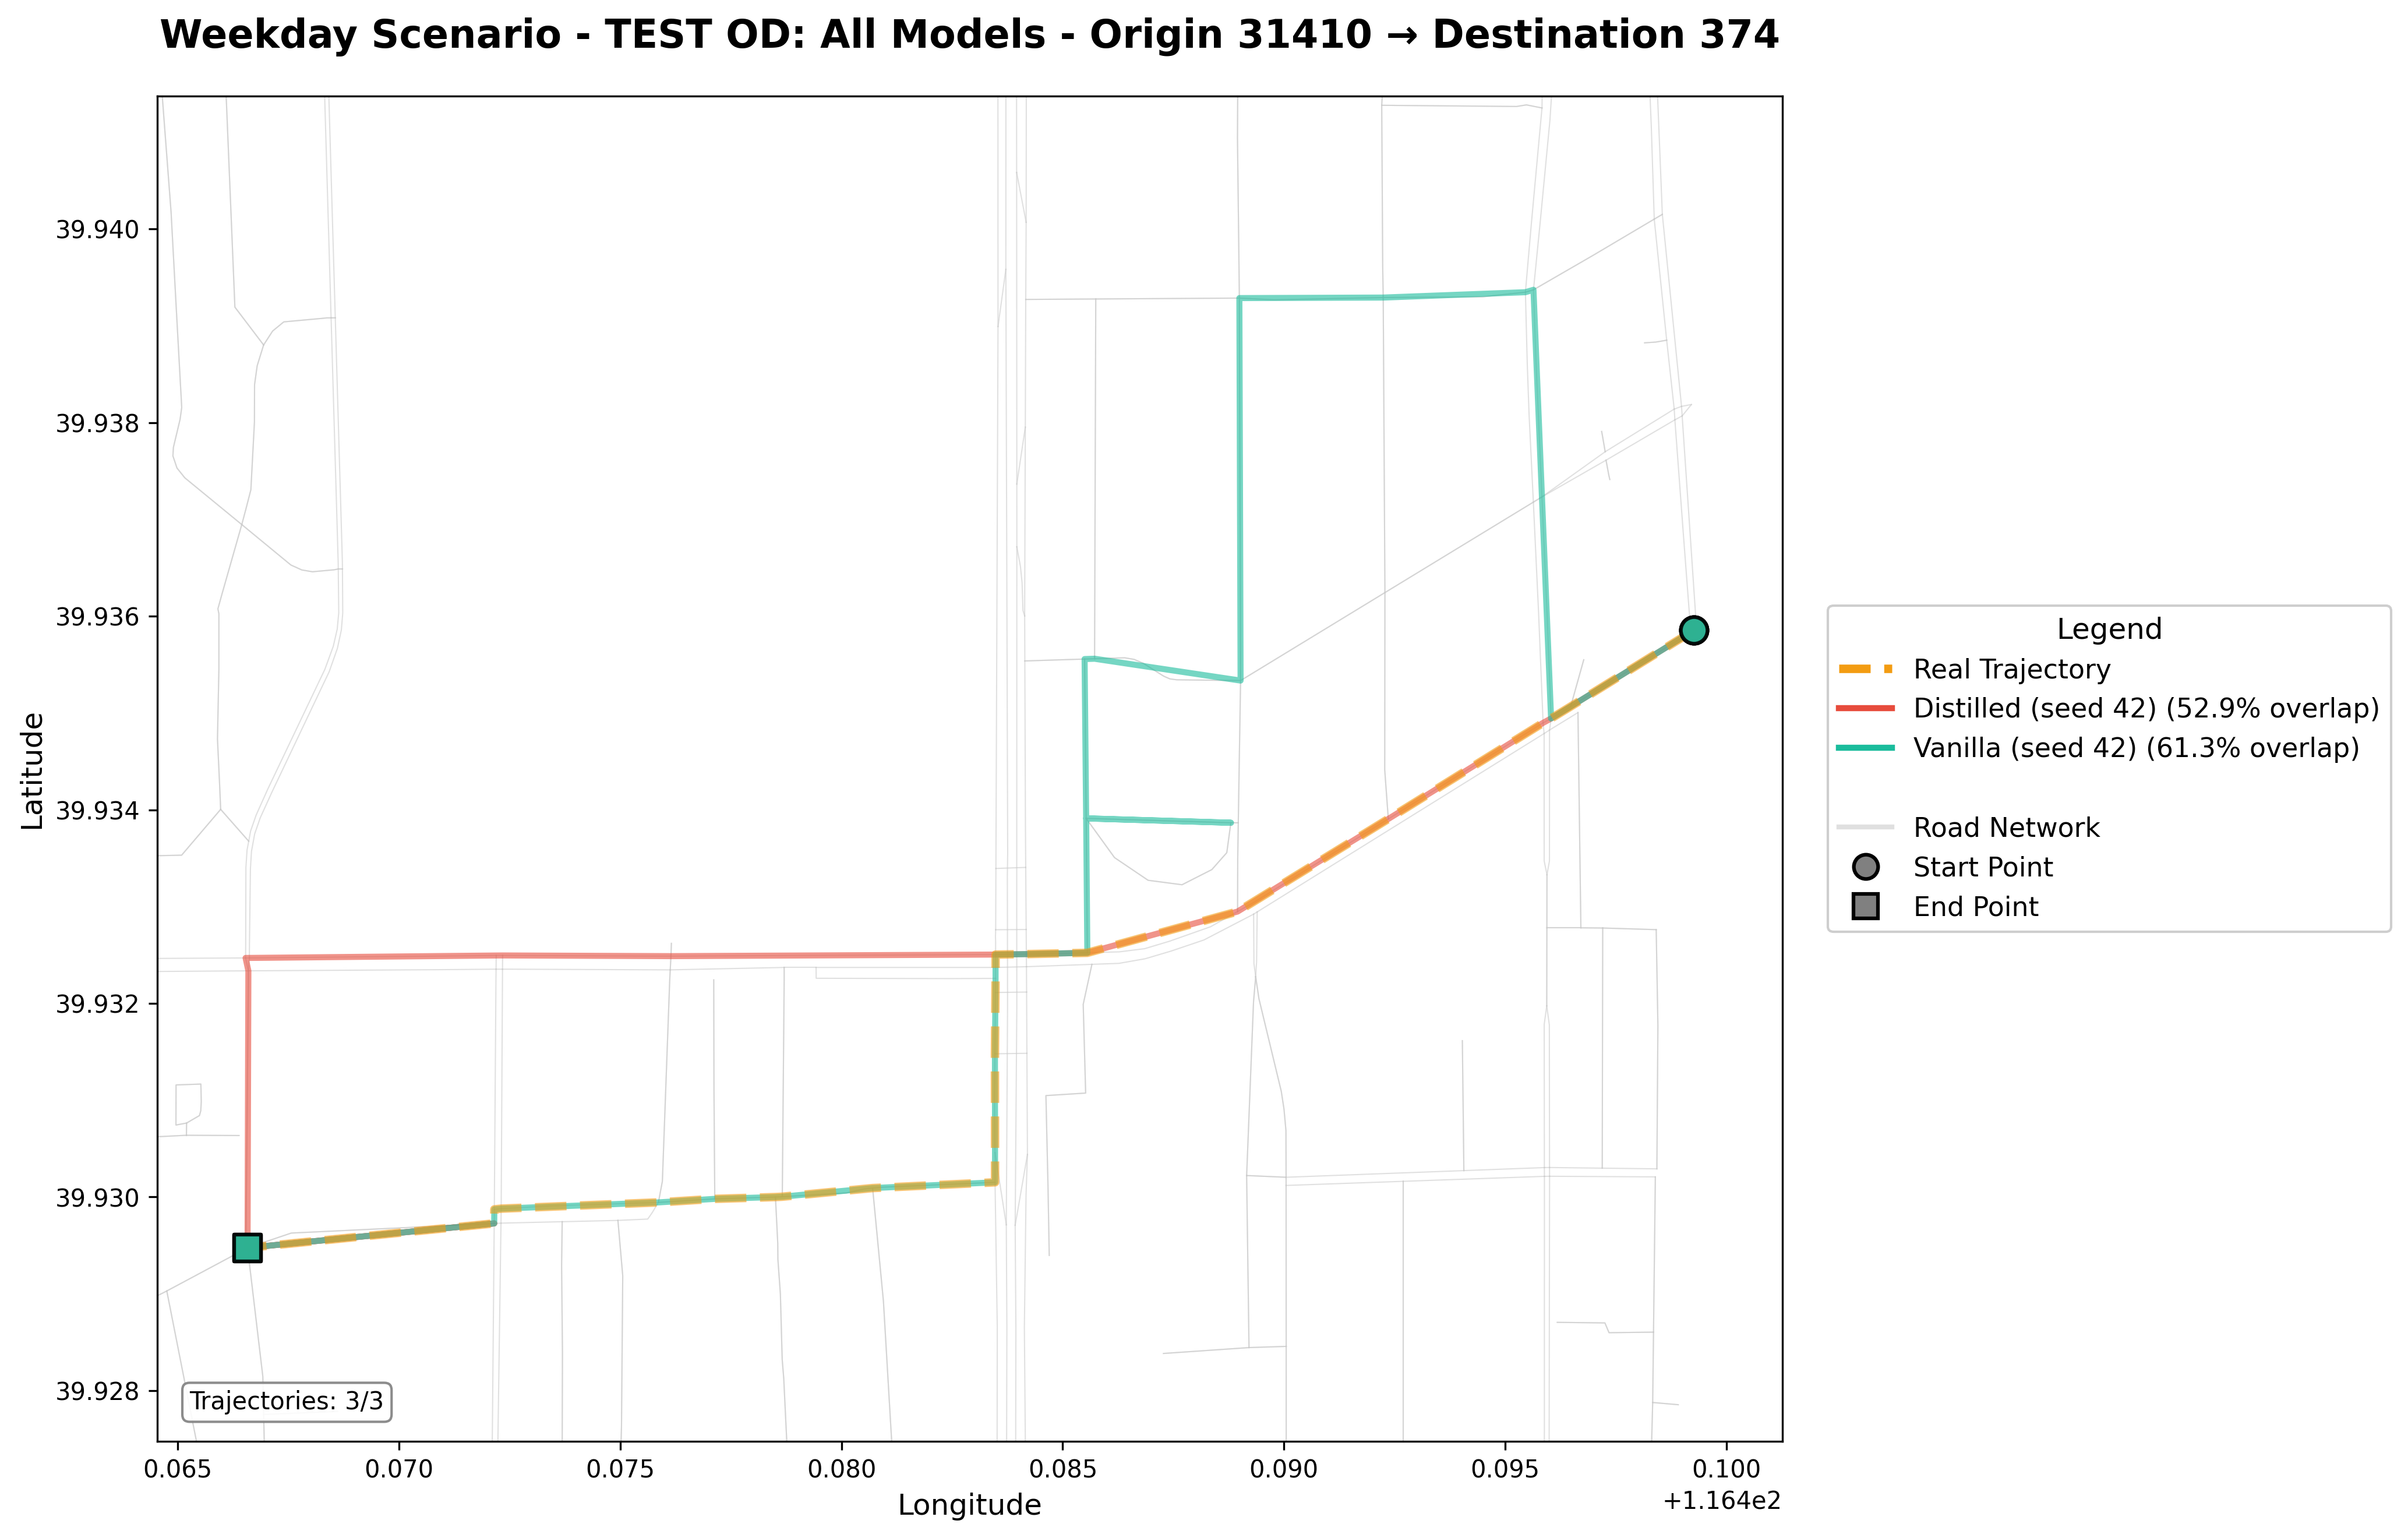 Weekday Scenario - TEST OD: All Models - Origin 31410 → Destination 374
Latitude
39.940
39.938
39.936
39.934
39.932
39.930
39.928
Trajectories: 3/3
0.065 0.070 0.075 0.080 0.085 0.090 0.095 0.100
+1.164e2
Longitude
Legend
Real Trajectory
Distilled (seed 42) (52.9% overlap)
Vanilla (seed 42) (61.3% overlap)
Road Network
Start Point
End Point